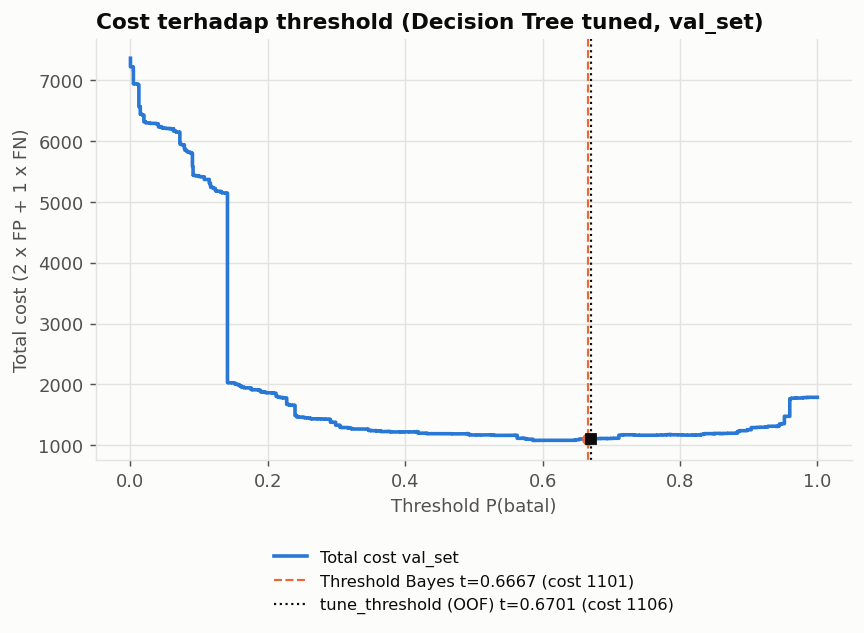 Cost terhadap threshold (Decision Tree tuned, val_set)
Total cost (2 x FP + 1 x FN)
7000
6000
5000
4000
3000
2000
1000
0.0 0.2 0.4 0.6 0.8 1.0
Threshold P(batal)
Total cost val_set
Threshold Bayes t=0.6667 (cost 1101)
tune_threshold (OOF) t=0.6701 (cost 1106)